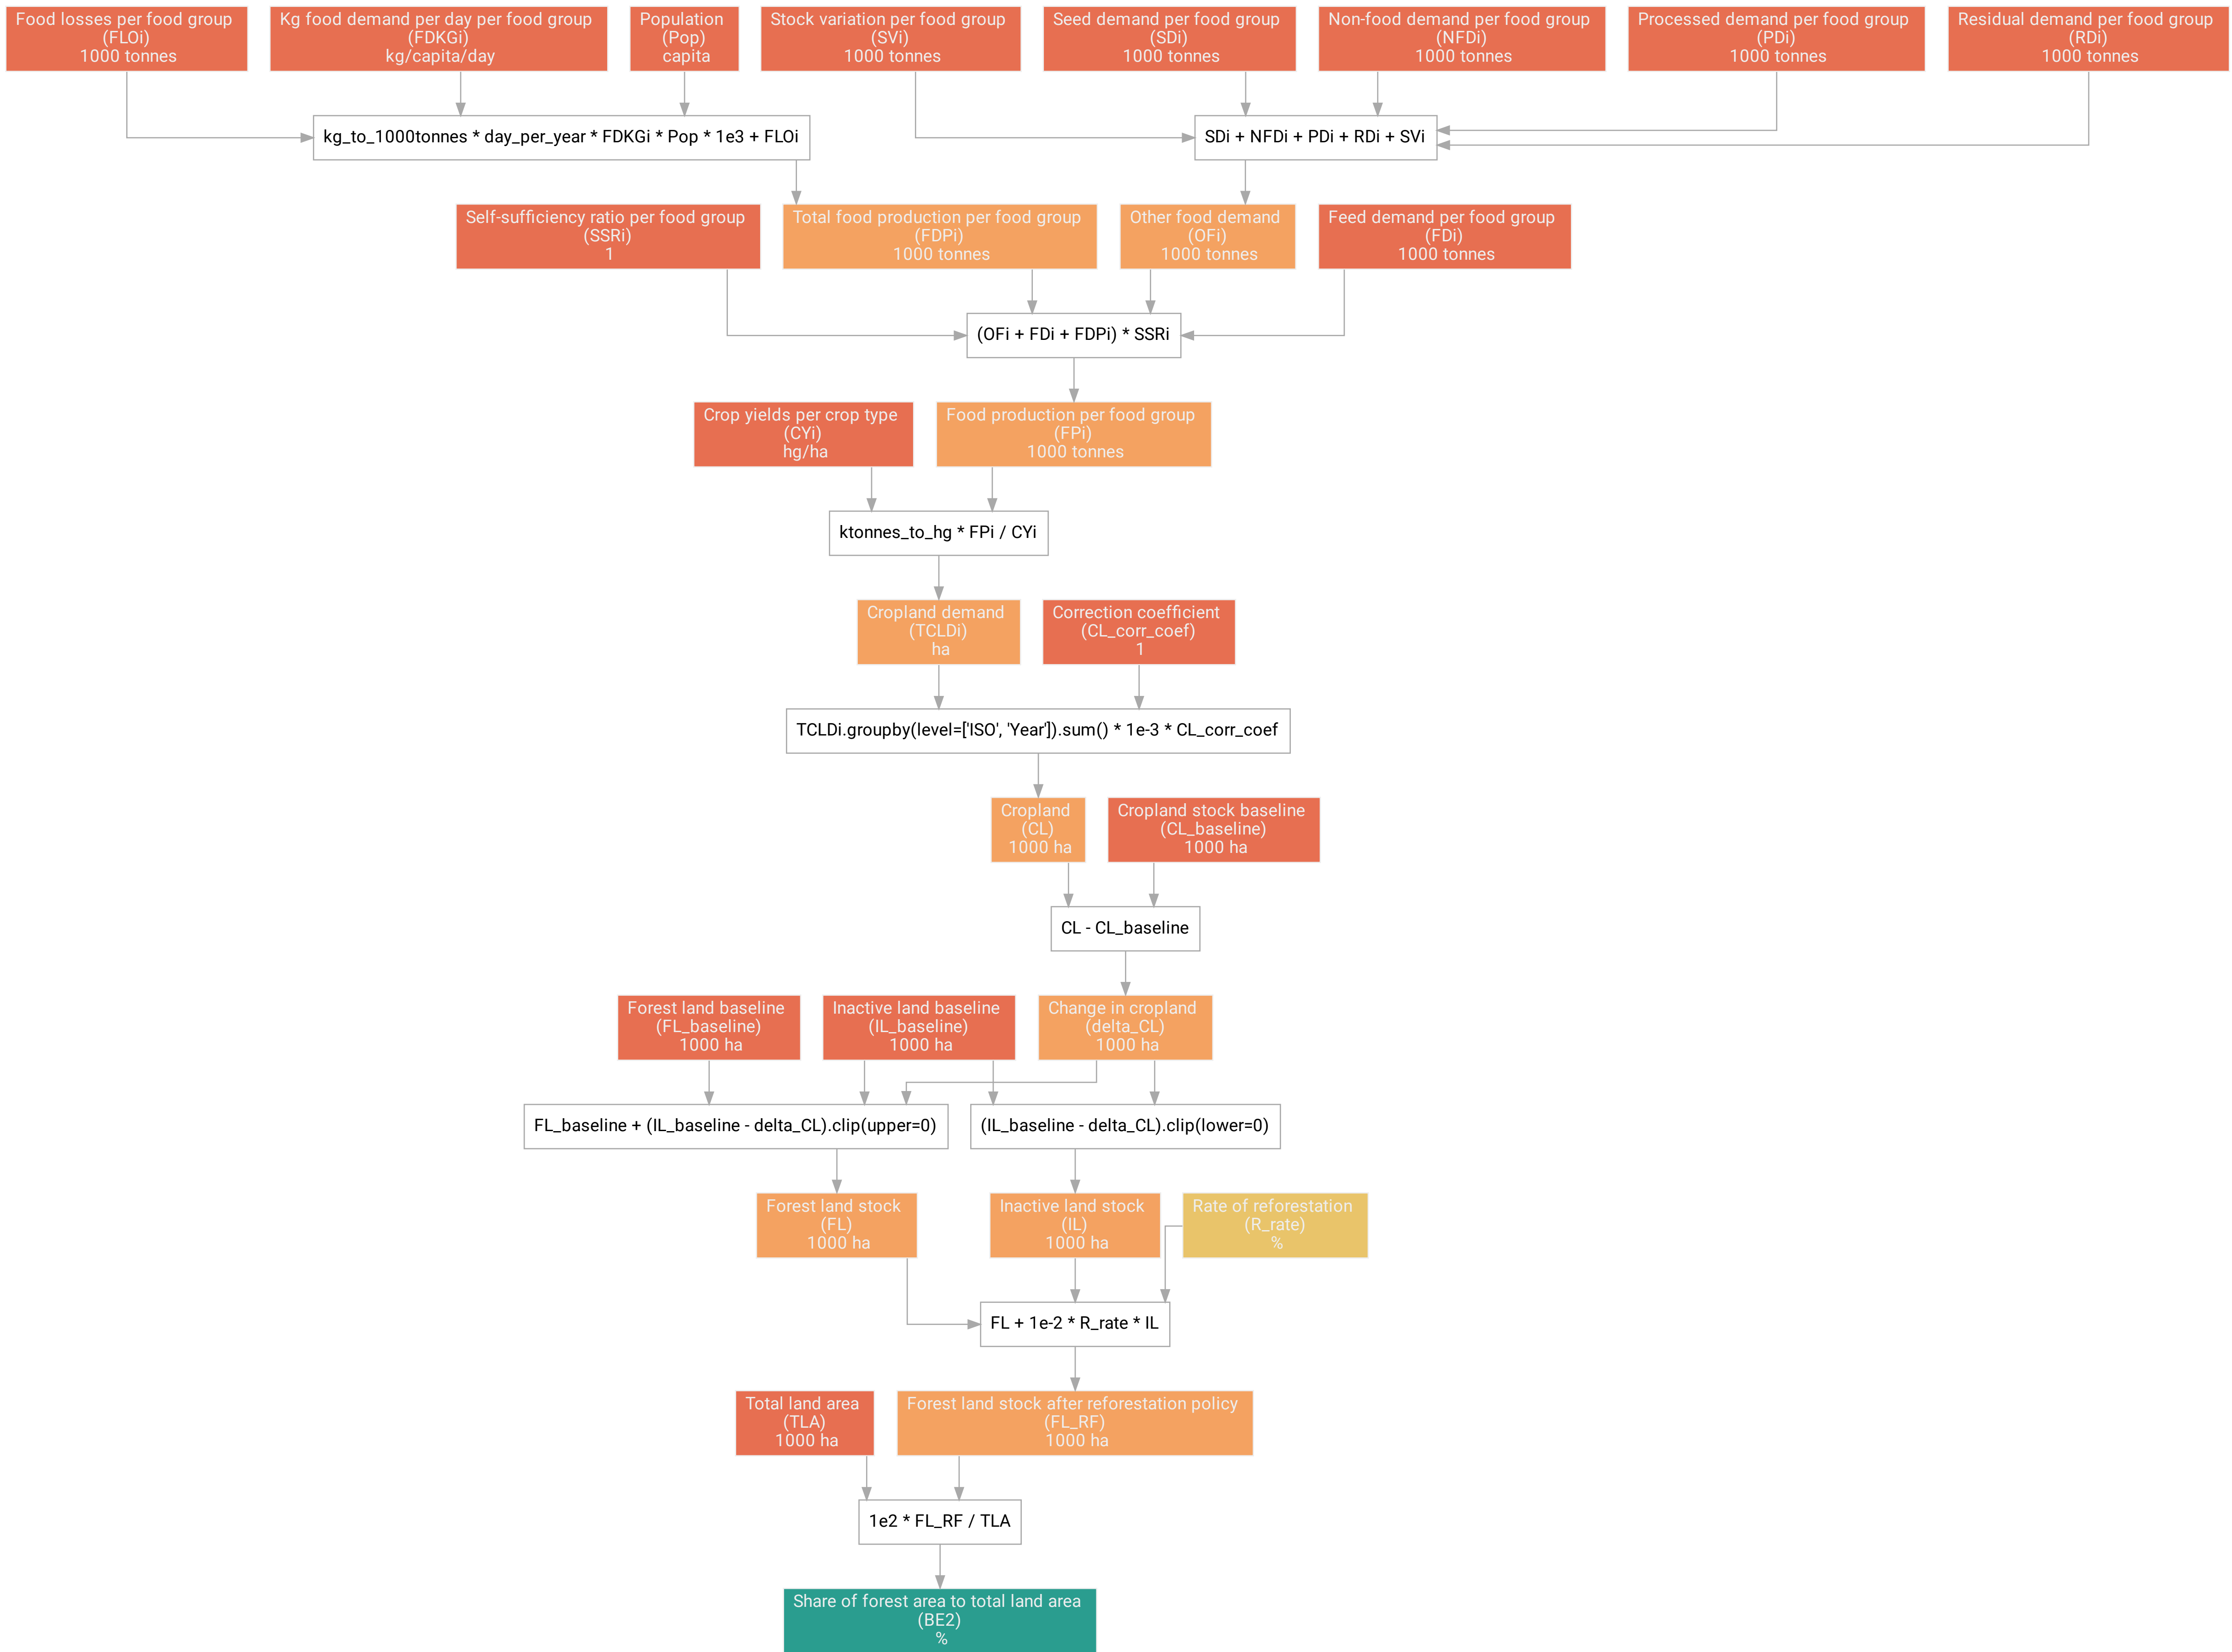 Food losses per food group
(FLOi)
1000 tonnes
Kg food demand per day per food group
(FDKGi)
kg/capita/day
Population
(Pop)
capita
Stock variation per food group
(SVi)
1000 tonnes
Seed demand per food group
(SDi)
1000 tonnes
Non-food demand per food group
(NFDi)
1000 tonnes
Processed demand per food group
(PDi)
1000 tonnes
Residual demand per food group
(RDi)
1000 tonnes
kg_to_1000tonnes * day_per_year * FDKGi * Pop * 1e3 + FLOi
SDi + NFDi + PDi + RDi + SVi
Self-sufficiency ratio per food group
(SSRi)
1
Total food production per food group
(FDPi)
1000 tonnes
Other food demand
(OFi)
1000 tonnes
Feed demand per food group
(FDi)
1000 tonnes
(OFi + FDi + FDPi) * SSRi
Crop yields per crop type
(CYi)
hg/ha
Food production per food group
(FPi)
1000 tonnes
ktonnes_to_hg * FPi / CYi
Cropland demand
(TCLDi)
ha
Correction coefficient
(CL_corr_coef)
1
TCLDi.groupby(level=['ISO', 'Year']).sum() * 1e-3 * CL_corr_coef
Cropland
(CL)
1000 ha
Cropland stock baseline
(CL_baseline)
1000 ha
CL - CL_baseline
Forest land baseline
(FL_baseline)
1000 ha
Inactive land baseline
(IL_baseline)
1000 ha
Change in cropland
(delta_CL)
1000 ha
FL_baseline + (IL_baseline - delta_CL).clip(upper=0)
(IL_baseline - delta_CL).clip(lower=0)
Forest land stock
(FL)
1000 ha
Inactive land stock
(IL)
1000 ha
Rate of reforestation
(R_rate)
%
FL + 1e-2 * R_rate * IL
Total land area
(TLA)
1000 ha
Forest land stock after reforestation policy
(FL_RF)
1000 ha
1e2 * FL_RF / TLA
Share of forest area to total land area
(BE2)
%